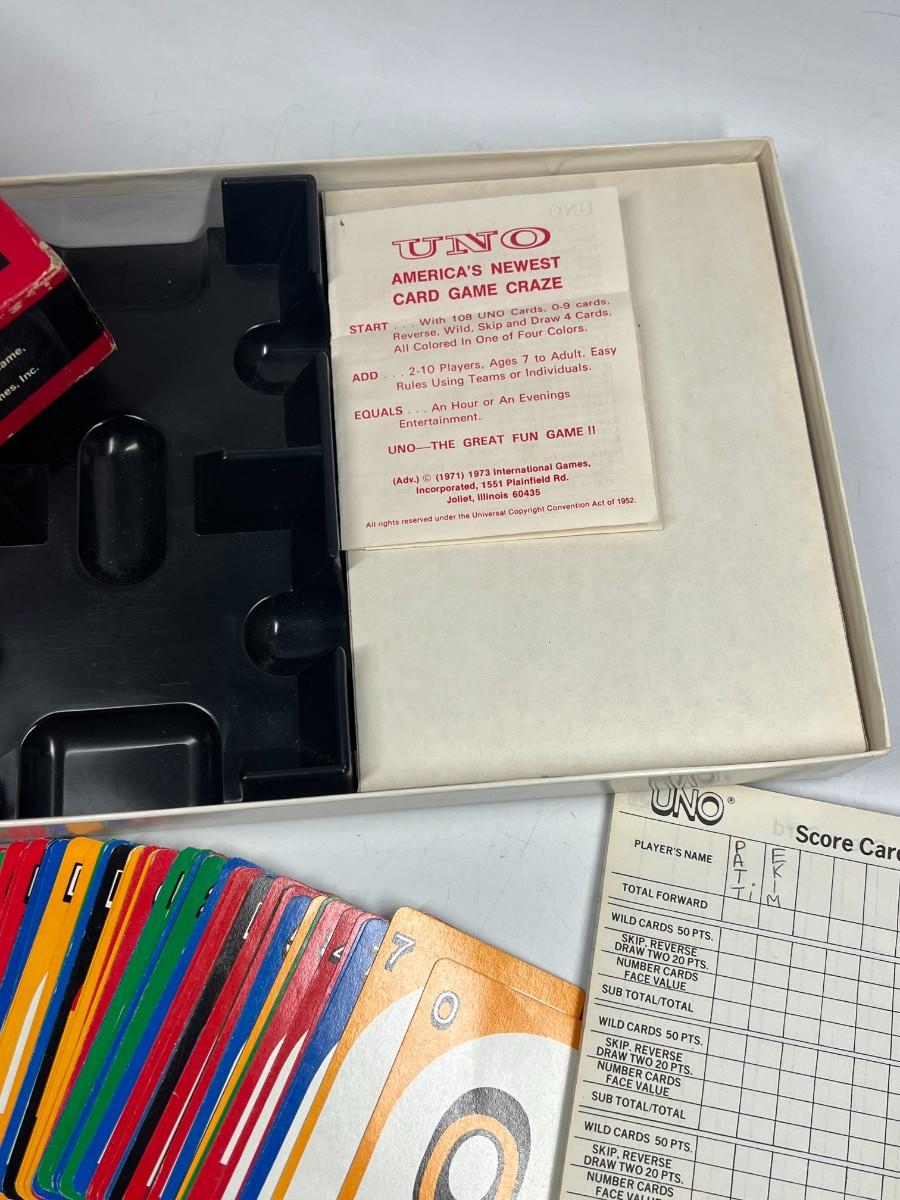 UNO
AMERICA'S NEWEST
CARD GAME CRAZE
START . . . With 108 UNO Cards, 0-9 cards,
Reverse, Wild, Skip and Draw 4 Cards,
All Colored In One of Four Colors.
ADD . . . 2-10 Players, Ages 7 to Adult. Easy
Rules Using Teams or Individuals.
EQUALS . . . An Hour or An Evenings
Entertainment.
UNO—THE GREAT FUN GAME !!
(Adv.) © (1971) 1973 International Games,
Incorporated, 1551 Plainfield Rd.
Joliet, Illinois 60435
All rights reserved under the Universal Copyright Convention Act of 1952.
ame.
nes. Inc.
UNO®
Score Car
PLAYER'S NAME
PATTi
EKIM
TOTAL FORWARD
WILD CARDS 50 PTS.
SKIP, REVERSE
DRAW TWO 20 PTS.
NUMBER CARDS
FACE VALUE
SUB TOTAL/TOTAL
WILD CARDS 50 PTS.
SKIP, REVERSE
DRAW TWO 20 PTS.
NUMBER CARDS
FACE VALUE
SUB TOTAL/TOTAL
WILD CARDS 50 PTS.
SKIP, REVERSE
DRAW TWO 20 PTS.
NUMBER CARDS
FACE VALUE
7
0
0